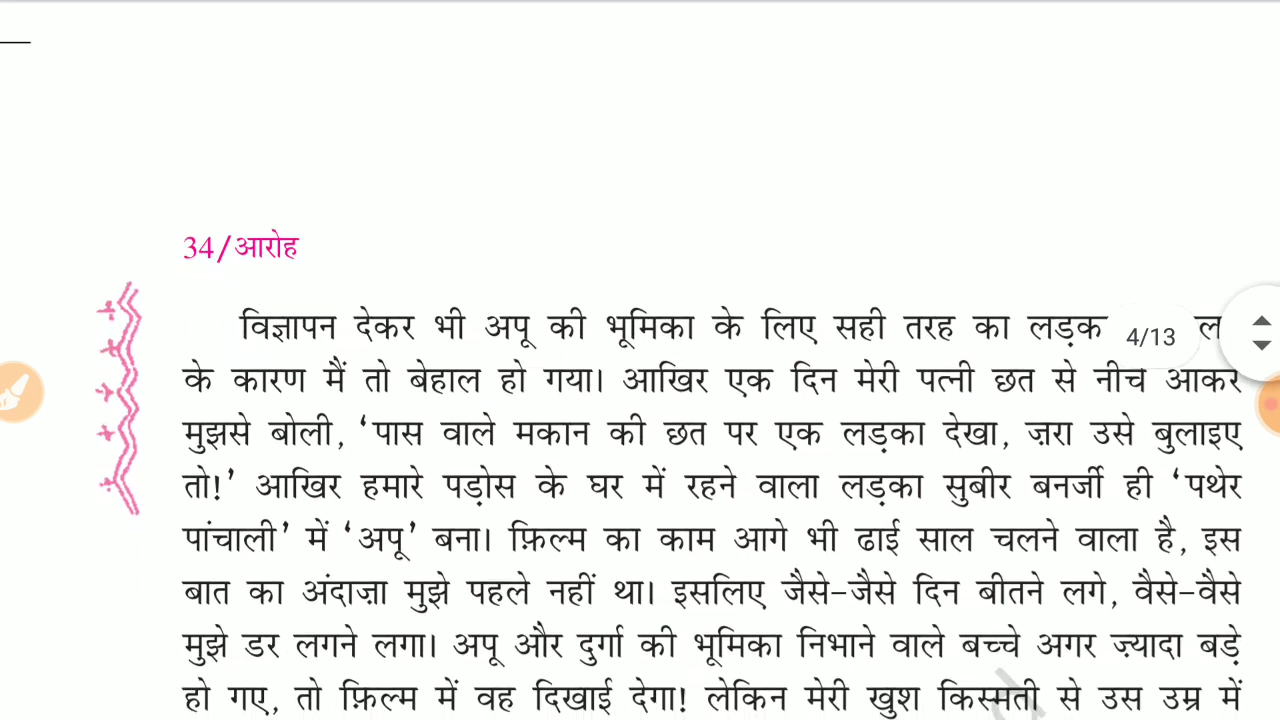 34/आरोह
विज्ञापन देकर भी अपू की भूमिका के लिए सही तरह का
4/13
के कारण मैं तो बेहाल हो गया। आखिर एक दिन मेरी पत्नी छत से नीचे आकर
मुझसे बोली, ‘पास वाले मकान की छत पर एक लड़का देखा, ज़रा उसे बुलाइए
तो!’ आखिर हमारे पड़ोस के घर में रहने वाला लड़का सुबीर बनर्जी ही ‘पथेर
पांचाली’ में ‘अपू’ बना। फ़िल्म का काम आगे भी ढाई साल चलने वाला है, इस
बात का अंदाज़ा मुझे पहले नहीं था। इसलिए जैसे-जैसे दिन बीतने लगे, वैसे-वैसे
मुझे डर लगने लगा। अपू और दुर्गा की भूमिका निभाने वाले बच्चे अगर ज़्यादा बड़े
हो गए, तो फ़िल्म में वह दिखाई देगा! लेकिन मेरी खुश किस्मती से उस उम्र में